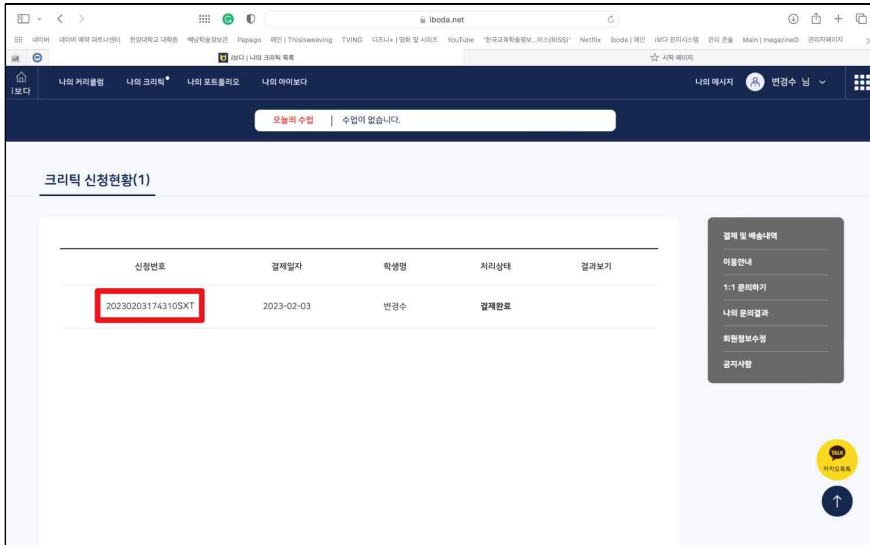 iboda.net
네이버 네이버 예약 파트너센터 한양대학교 대학원 백남학술정보관 Papago 메인 | Thisisweaving TVING 디즈니+ | 영화 및 시리즈 YouTube '한국교육학술정보...비스(RISS)' Netflix iboda | 메인 i보다 관리시스템 관리 콘솔 Main | magazineD 관리자페이지
i보다 | 나의 크리틱 목록 시작 페이지
i보다 나의 커리큘럼 나의 크리틱 나의 포트폴리오 나의 아이보다 나의 메시지 변경수 님
오늘의 수업 | 수업이 없습니다.
크리틱 신청현황(1)
신청번호 결제일자 학생명 처리상태 결과보기
20230203174310SXT 2023-02-03 변경수 결제완료
결제 및 배송내역
이용안내
1:1 문의하기
나의 문의결과
회원정보수정
공지사항
TALK
카카오톡톡